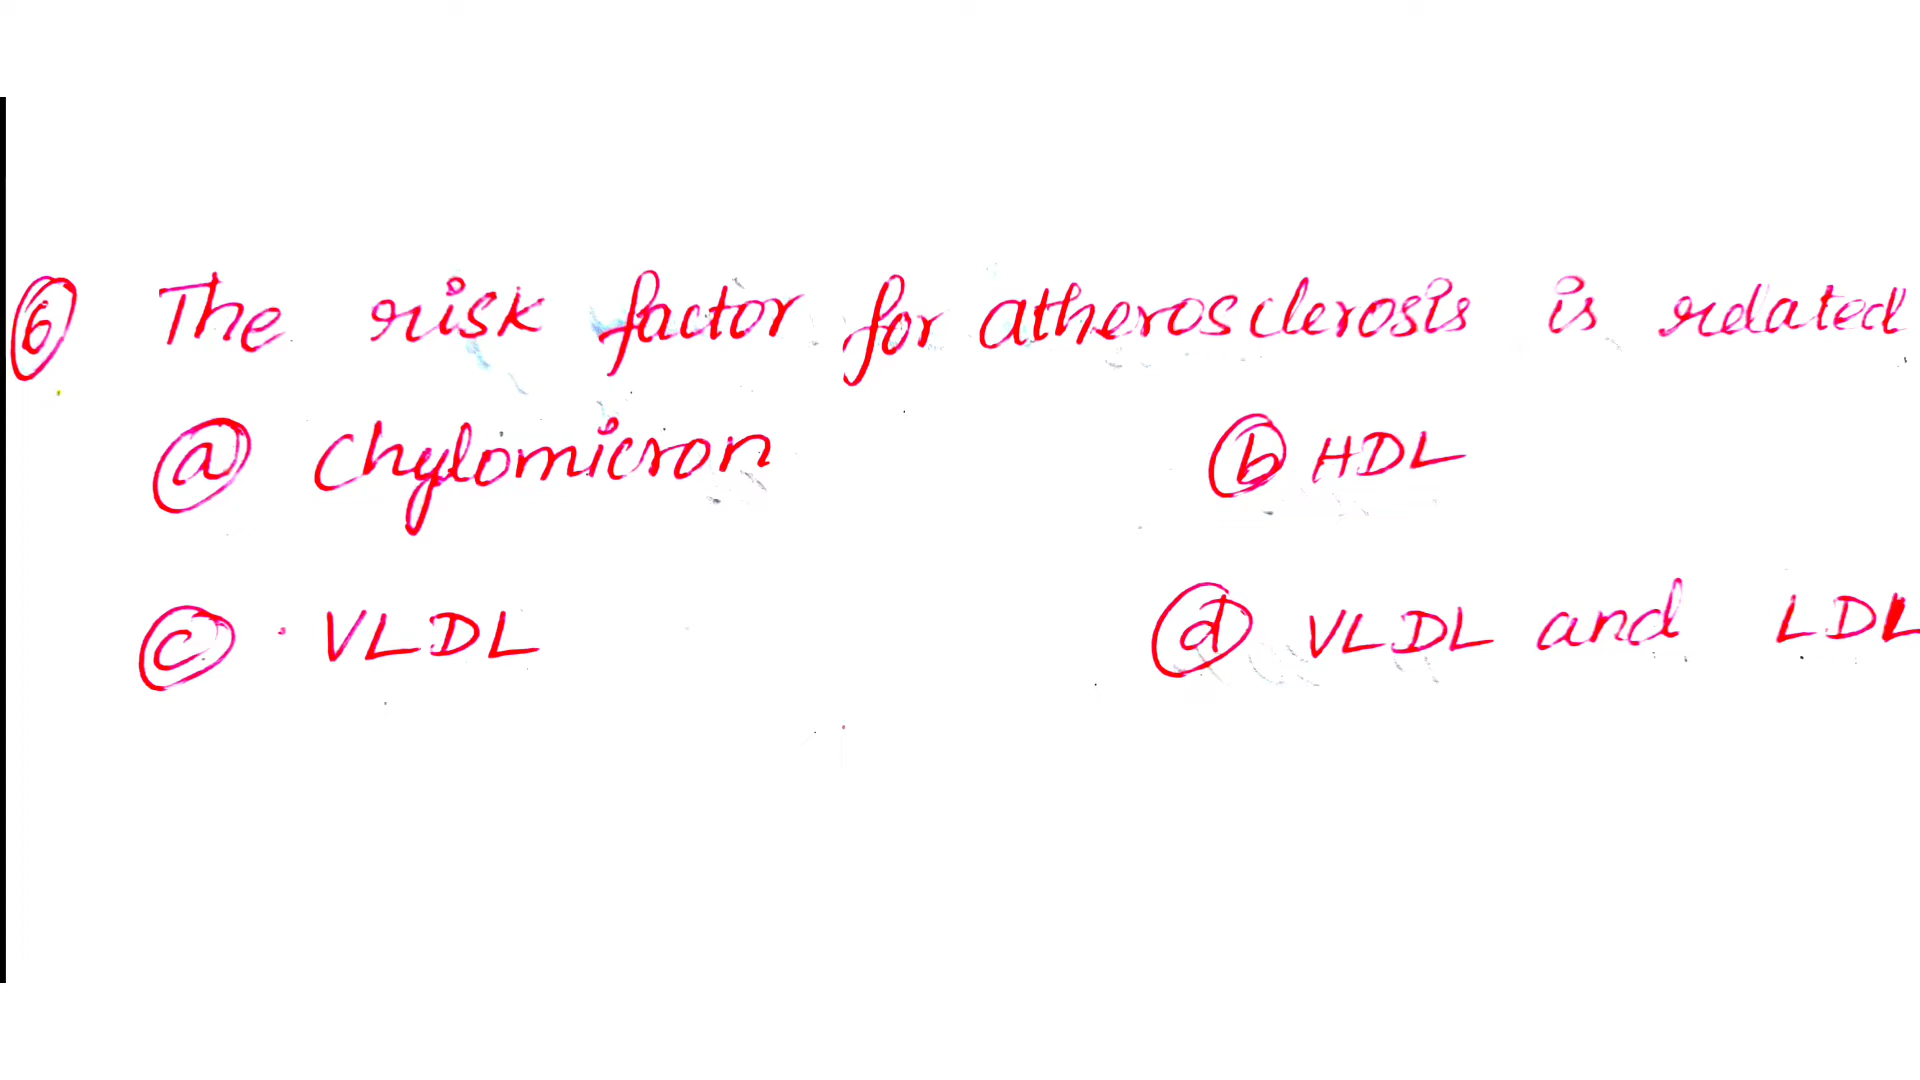 6 The risk factor for atherosclerosis is related
a Chylomicron b HDL
c VLDL d VLDL and LDL